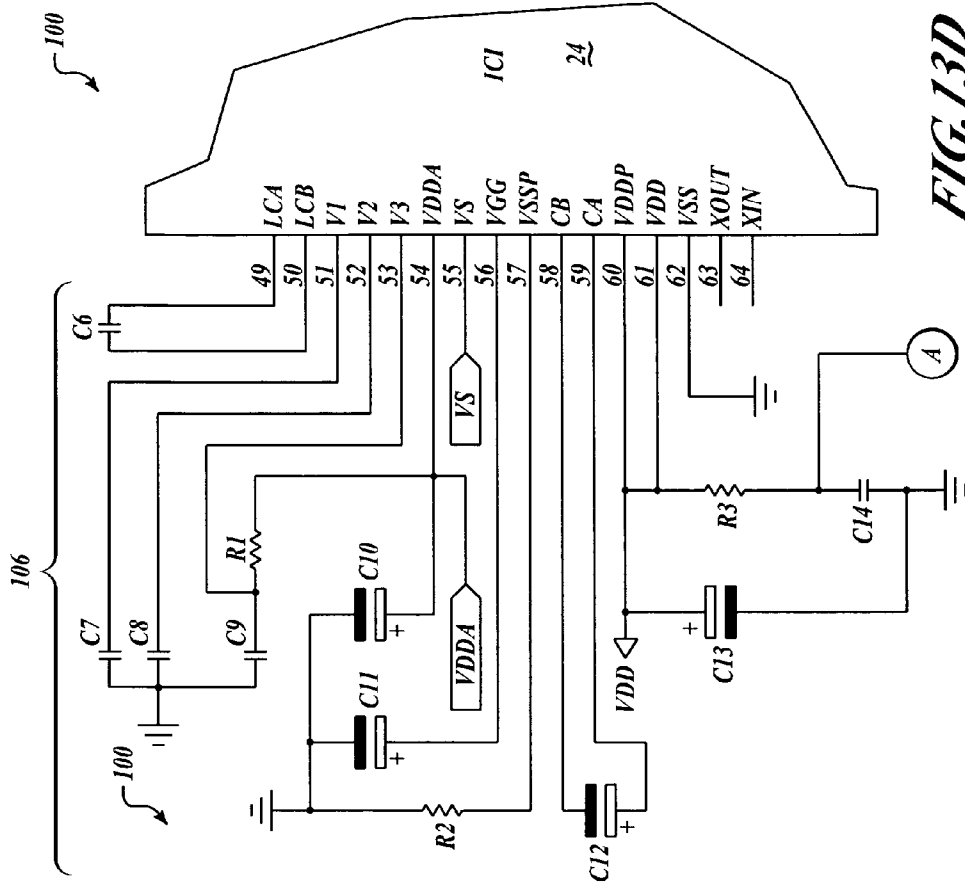 100
106
C6
C7
C8
C9
R1
C10
C11
R2
VDDA
VS
C12
VDD
C13
R3
C14
A
49 LCA
50 LCB
51 V1
52 V2
53 V3
54 VDDA
55 VS
56 VGG
57 VSSP
58 CB
59 CA
60 VDDP
61 VDD
62 VSS
63 XOUT
64 XIN
IC1
24
100
+
+
+
+
FIG.13D